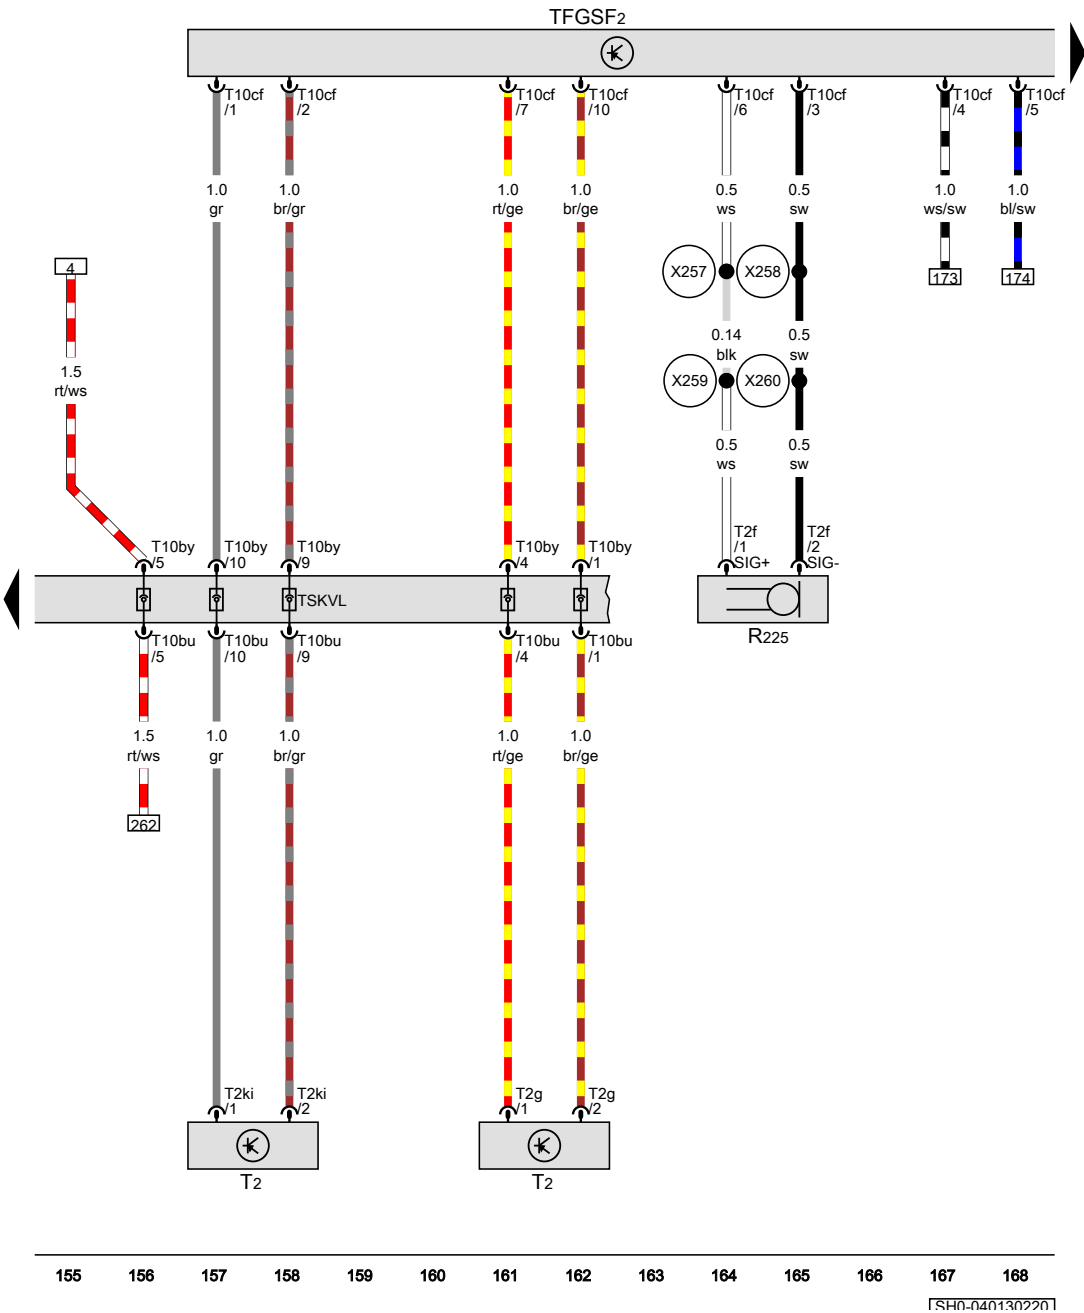 TFGSF2
T10cf T10cf T10cf T10cf T10cf T10cf T10cf T10cf
/1 /2 /7 /10 /6 /3 /4 /5
1.0 1.0 1.0 1.0 0.5 0.5 1.0 1.0
gr br/gr rt/ge br/ge ws sw ws/sw bl/sw
4 X257 X258 173 174
0.14 0.5
blk sw
1.5
rt/ws
X259 X260
0.5 0.5
ws sw
T2f T2f
/1 /2
T10by T10by T10by T10by T10by
/5 /10 /9 /4 /1 SIG+ SIG-
TSKVL
R225
T10bu T10bu T10bu T10bu T10bu
/5 /10 /9 /4 /1
1.5 1.0 1.0 1.0 1.0
rt/ws gr br/gr rt/ge br/ge
262
T2ki T2ki T2g T2g
/1 /2 /1 /2
T2 T2
155 156 157 158 159 160 161 162 163 164 165 166 167 168
SH0-040130220